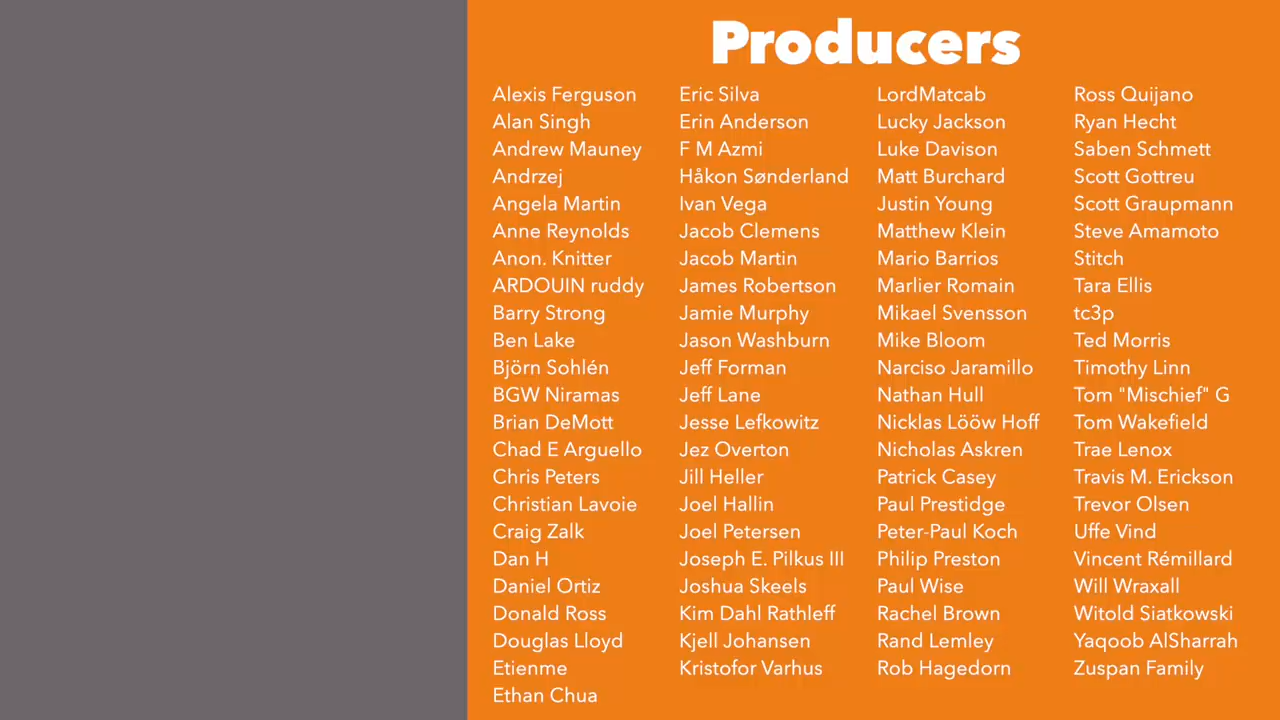 Producers
Alexis Ferguson
Alan Singh
Andrew Mauney
Andrzej
Angela Martin
Anne Reynolds
Anon. Knitter
ARDOUIN ruddy
Barry Strong
Ben Lake
Björn Sohlén
BGW Niramas
Brian DeMott
Chad E Arguello
Chris Peters
Christian Lavoie
Craig Zalk
Dan H
Daniel Ortiz
Donald Ross
Douglas Lloyd
Etienme
Ethan Chua
Eric Silva
Erin Anderson
F M Azmi
Håkon Sønderland
Ivan Vega
Jacob Clemens
Jacob Martin
James Robertson
Jamie Murphy
Jason Washburn
Jeff Forman
Jeff Lane
Jesse Lefkowitz
Jez Overton
Jill Heller
Joel Hallin
Joel Petersen
Joseph E. Pilkus III
Joshua Skeels
Kim Dahl Rathleff
Kjell Johansen
Kristofor Varhus
LordMatcab
Lucky Jackson
Luke Davison
Matt Burchard
Justin Young
Matthew Klein
Mario Barrios
Marlier Romain
Mikael Svensson
Mike Bloom
Narciso Jaramillo
Nathan Hull
Nicklas Lööw Hoff
Nicholas Askren
Patrick Casey
Paul Prestidge
Peter-Paul Koch
Philip Preston
Paul Wise
Rachel Brown
Rand Lemley
Rob Hagedorn
Ross Quijano
Ryan Hecht
Saben Schmett
Scott Gottreu
Scott Graupmann
Steve Amamoto
Stitch
Tara Ellis
tc3p
Ted Morris
Timothy Linn
Tom "Mischief" G
Tom Wakefield
Trae Lenox
Travis M. Erickson
Trevor Olsen
Uffe Vind
Vincent Rémillard
Will Wraxall
Witold Siatkowski
Yaqoob AlSharrah
Zuspan Family